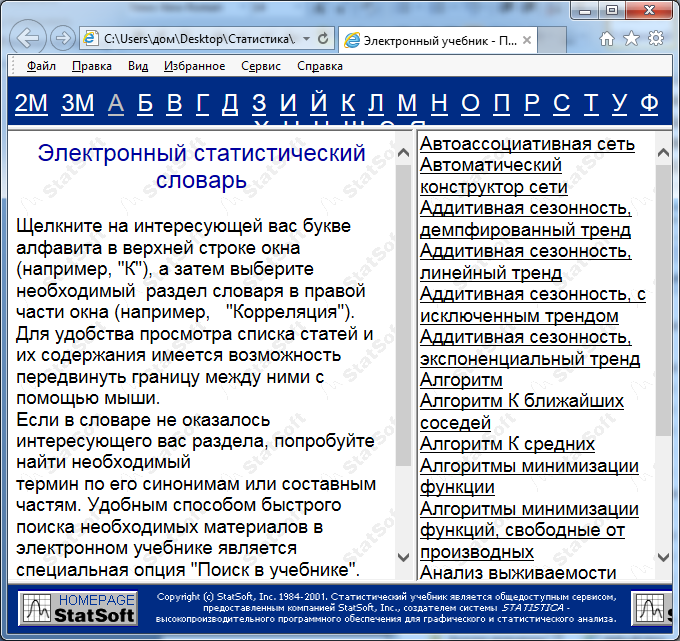 C:\Users\дом\Desktop\Статистика\.
Электронный учебник - П...
Файл Правка Вид Избранное Сервис Справка
2М 3М А Б В Г Д З И Й К Л М Н О П Р С Т У Ф
Электронный статистический
словарь
Щелкните на интересующей вас букве
алфавита в верхней строке окна
(например, "К"), а затем выберите
необходимый раздел словаря в правой
части окна (например, "Корреляция").
Для удобства просмотра списка статей и
их содержания имеется возможность
передвинуть границу между ними с
помощью мыши.
Если в словаре не оказалось
интересующего вас раздела, попробуйте
найти необходимый
термин по его синонимам или составным
частям. Удобным способом быстрого
поиска необходимых материалов в
электронном учебнике является
специальная опция "Поиск в учебнике".
Автоассоциативная сеть
Автоматический
конструктор сети
Аддитивная сезонность,
демпфированный тренд
Аддитивная сезонность,
линейный тренд
Аддитивная сезонность, с
исключенным трендом
Аддитивная сезонность,
экспоненциальный тренд
Алгоритм
Алгоритм К ближайших
соседей
Алгоритм К средних
Алгоритмы минимизации
функции
Алгоритмы минимизации
функций, свободные от
производных
Анализ выживаемости
HOMEPAGE
StatSoft
Copyright (c) StatSoft, Inc. 1984-2001. Статистический учебник является общедоступным сервисом,
предоставленным компанией StatSoft, Inc., создателем системы STATISTICA -
высокопроизводительного программного обеспечения для графического и статистического анализа.